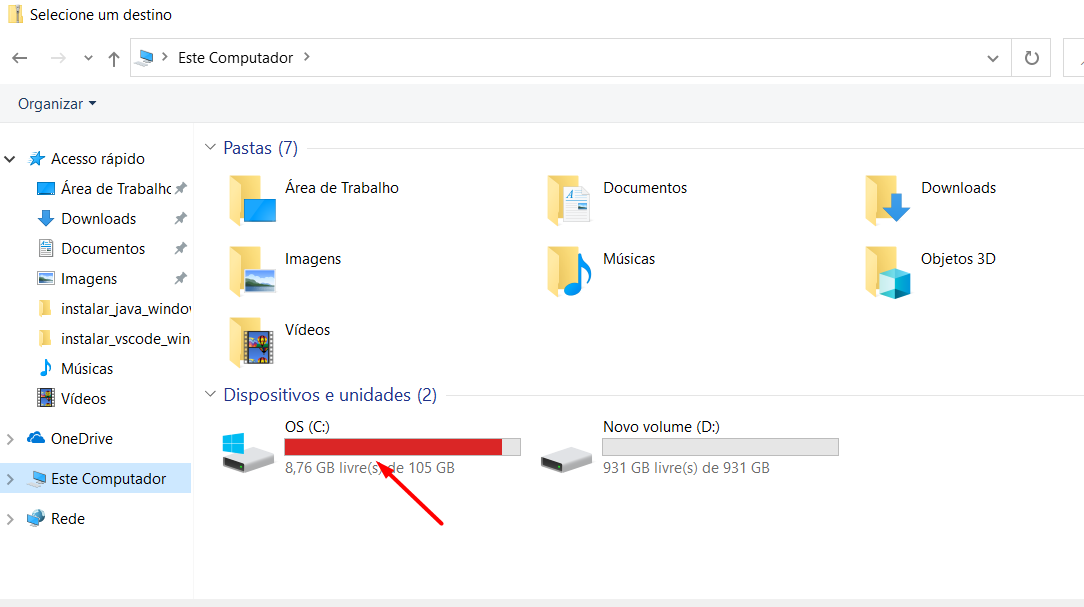 Selecione um destino
Este Computador
Organizar
Acesso rápido
Área de Trabalho
Downloads
Documentos
Imagens
instalar_java_windov
instalar_vscode_win
Músicas
Vídeos
OneDrive
Este Computador
Rede
Pastas (7)
Área de Trabalho
Documentos
Downloads
Imagens
Músicas
Objetos 3D
Vídeos
Dispositivos e unidades (2)
OS (C:)
8,76 GB livre(s) de 105 GB
Novo volume (D:)
931 GB livre(s) de 931 GB